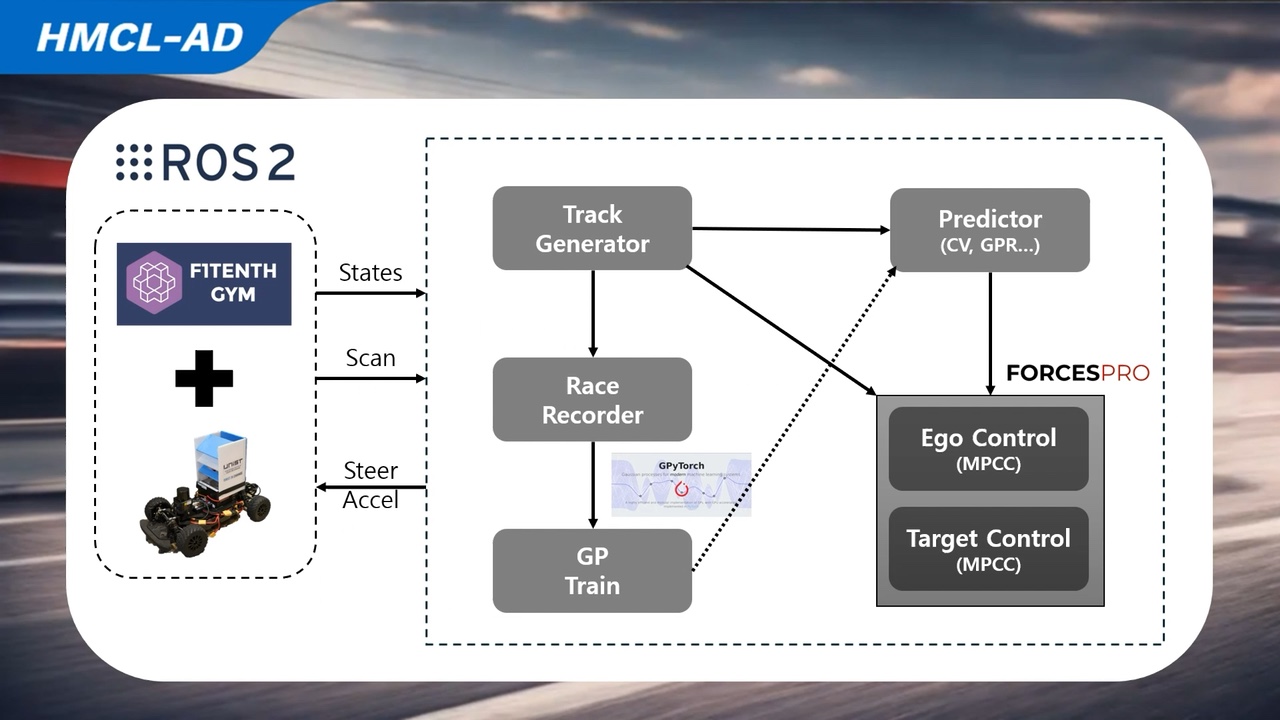 HMCL-AD
ROS 2
F1TENTH
GYM
States
Scan
Steer
Accel
UNIST
Track
Generator
Race
Recorder
GPyTorch
GP
Train
Predictor
(CV, GPR...)
FORCESPRO
Ego Control
(MPCC)
Target Control
(MPCC)